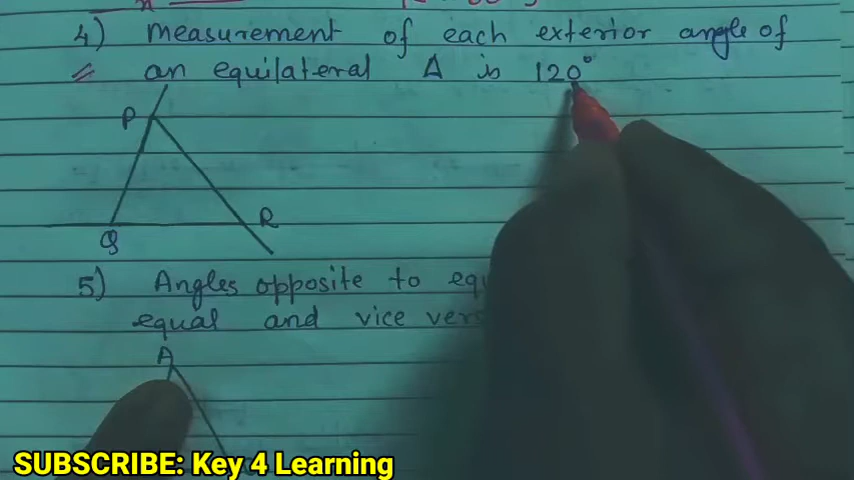 4) measurement of each exterior angle of
an equilateral Δ is 120°
P
R
Q
5) Angles opposite to equ
equal and vice vers
A
SUBSCRIBE: Key 4 Learning